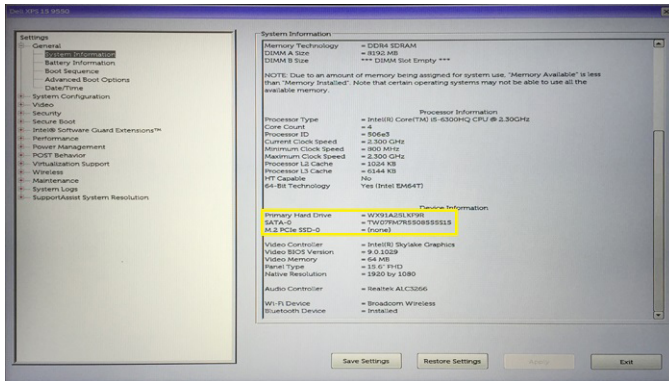 Dell XPS 15 9550
Settings
General
System Information
Battery Information
Boot Sequence
Advanced Boot Options
Date/Time
System Configuration
Video
Security
Secure Boot
Intel® Software Guard Extensions™
Performance
Power Management
POST Behavior
Virtualization Support
Wireless
Maintenance
System Logs
SupportAssist System Resolution
System Information
Memory Technology = DDR4 SDRAM
DIMM A Size = 8192 MB
DIMM B Size *** DIMM Slot Empty ***
NOTE: Due to an amount of memory being assigned for system use, "Memory Available" is less
than "Memory Installed". Note that certain operating systems may not be able to use all the
available memory.
Processor Information
Processor Type = Intel(R) Core(TM) i5-6300HQ CPU @ 2.30GHz
Core Count = 4
Processor ID = 506e3
Current Clock Speed = 2.300 GHz
Minimum Clock Speed = 800 MHz
Maximum Clock Speed = 2.300 GHz
Processor L2 Cache = 1024 KB
Processor L3 Cache = 6144 KB
HT Capable No
64-Bit Technology Yes (Intel EM64T)
Device Information
Primary Hard Drive = WX91A25LKF9R
SATA-0
M.2 PCIe SSD-0 = (none)
Video Controller = Intel(R) Skylake Graphics
Video BIOS Version = 9.0.1029
Video Memory = 64 MB
Panel Type = 15.6" FHD
Native Resolution = 1920 by 1080
Audio Controller = Realtek ALC3266
Wi-Fi Device = Broadcom Wireless
Bluetooth Device = Installed
Save Settings Restore Settings Apply Exit